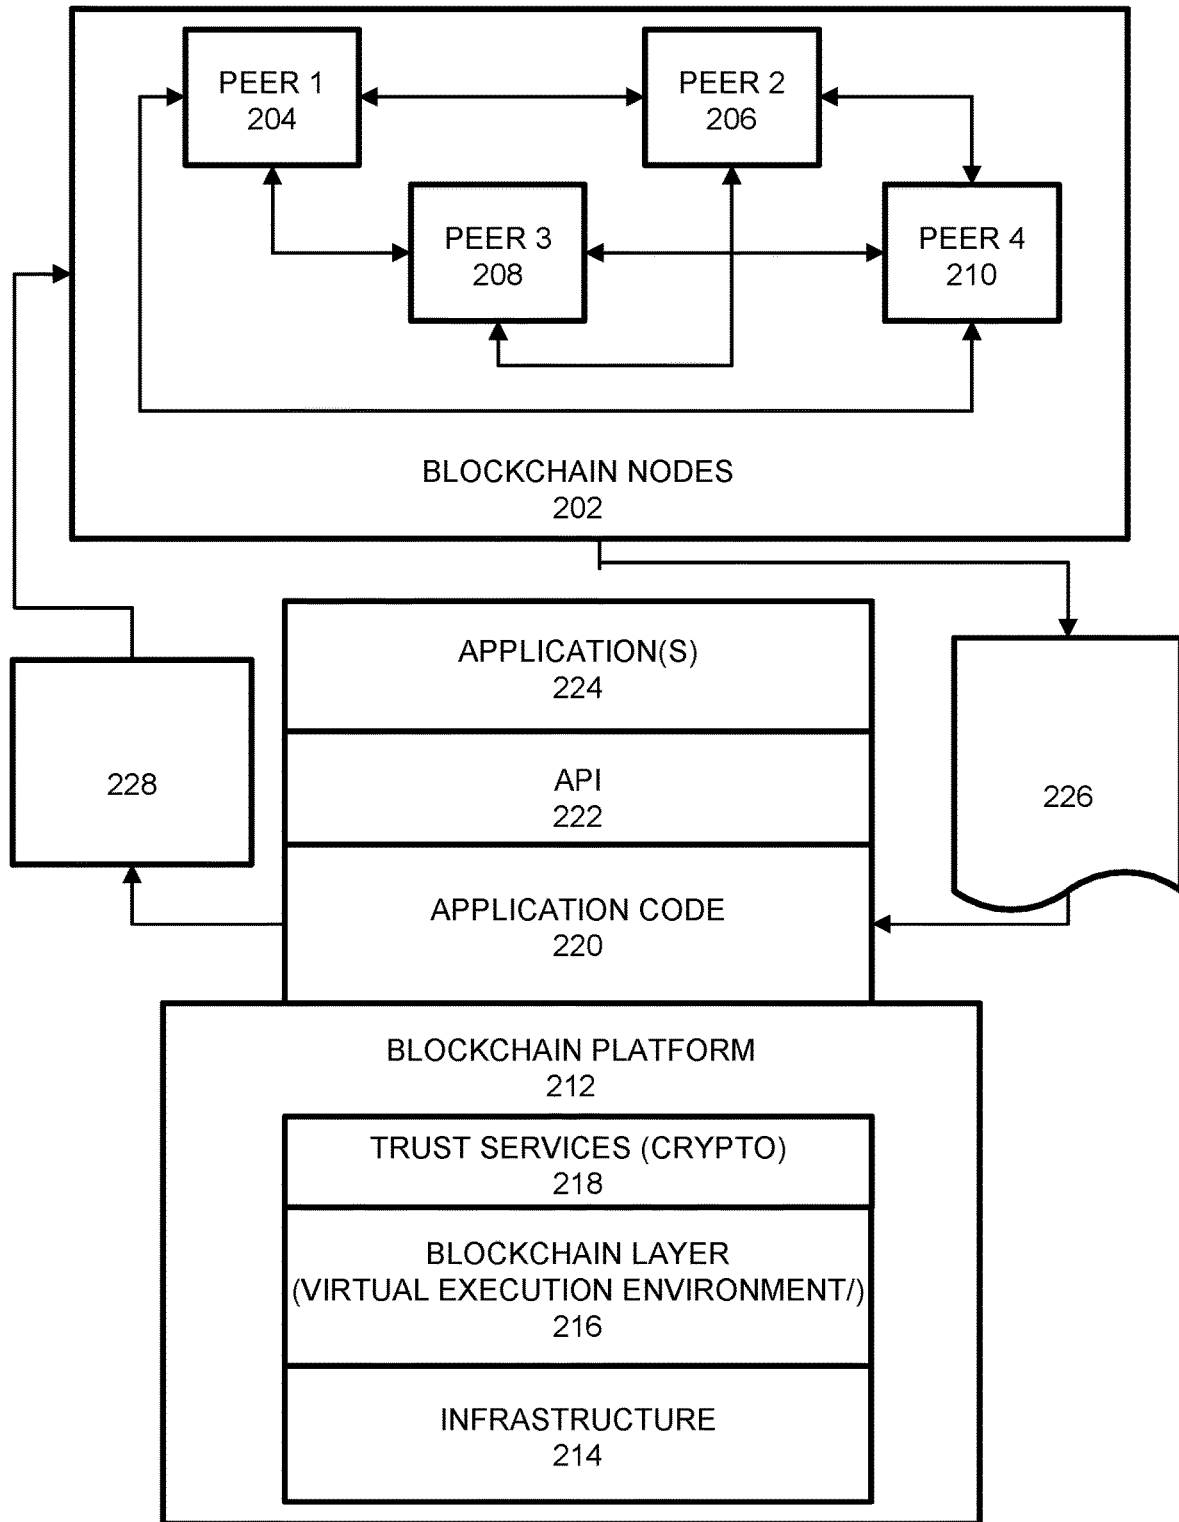 PEER 1
204
PEER 2
206
PEER 3
208
PEER 4
210
BLOCKCHAIN NODES
202
APPLICATION(S)
224
API
222
228
226
APPLICATION CODE
220
BLOCKCHAIN PLATFORM
212
TRUST SERVICES (CRYPTO)
218
BLOCKCHAIN LAYER
(VIRTUAL EXECUTION ENVIRONMENT/)
216
INFRASTRUCTURE
214